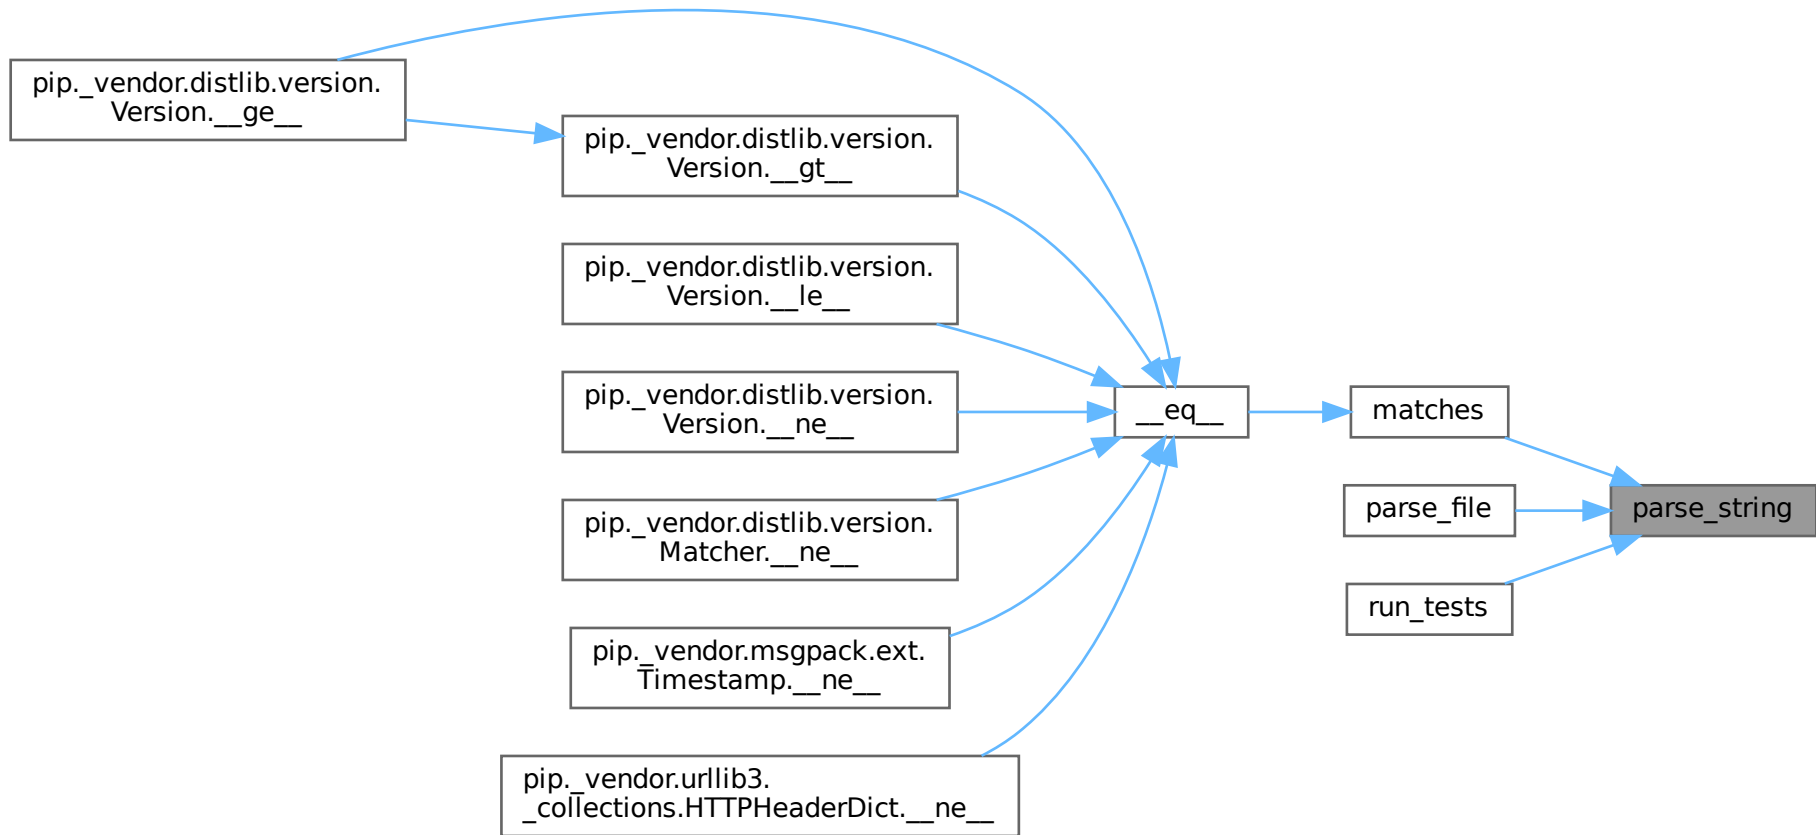 pip._vendor.distlib.version.
Version.__ge__
pip._vendor.distlib.version.
Version.__gt__
pip._vendor.distlib.version.
Version.__le__
pip._vendor.distlib.version.
Version.__ne__
pip._vendor.distlib.version.
Matcher.__ne__
pip._vendor.msgpack.ext.
Timestamp.__ne__
pip._vendor.urllib3.
_collections.HTTPHeaderDict.__ne__
__eq__
matches
parse_file
run_tests
parse_string